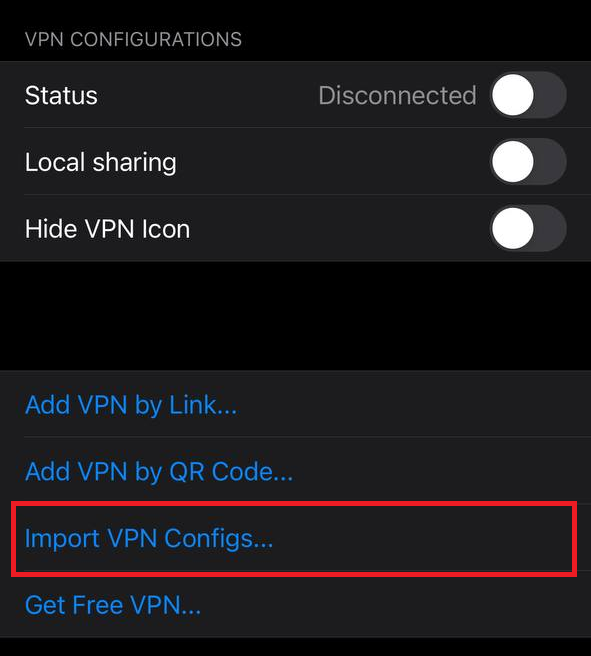 VPN CONFIGURATIONS
Status Disconnected
Local sharing
Hide VPN Icon
Add VPN by Link...
Add VPN by QR Code...
Import VPN Configs...
Get Free VPN...